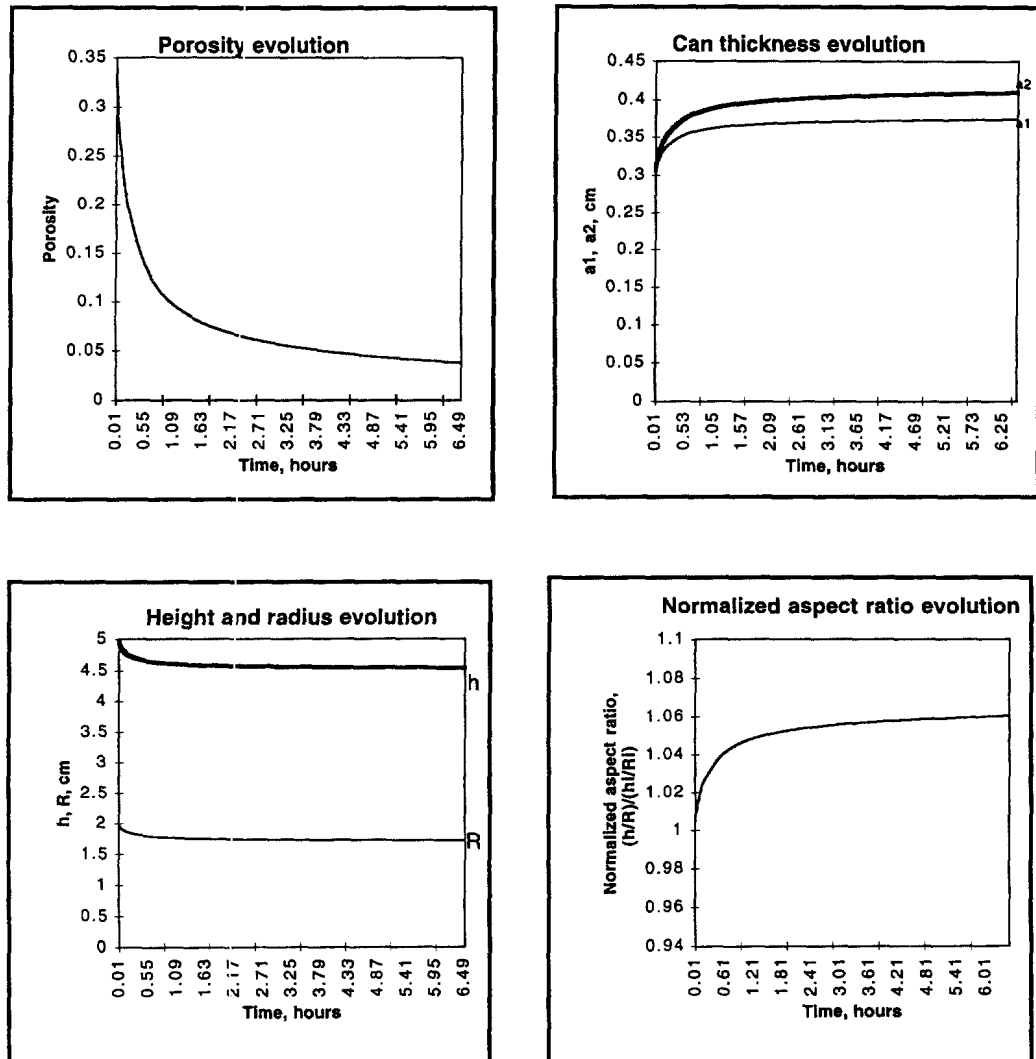 Porosity evolution
0.35
0.3
0.25
0.2
0.15
0.1
0.05
0
Porosity
0.01 0.55 1.09 1.63 2.17 2.71 3.25 3.79 4.33 4.87 5.41 5.95 6.49
Time, hours
Can thickness evolution
0.45
0.4
0.35
0.3
0.25
0.2
0.15
0.1
0.05
0
a1, a2, cm
a2
a1
0.01 0.53 1.05 1.57 2.09 2.61 3.13 3.65 4.17 4.69 5.21 5.73 6.25
Time, hours
Height and radius evolution
5
4.5
4
3.5
3
2.5
2
1.5
1
0.5
0
h, R, cm
h
R
0.01 0.55 1.09 1.63 2.17 2.71 3.25 3.79 4.33 4.87 5.41 5.95 6.49
Time, hours
Normalized aspect ratio evolution
1.1
1.08
1.06
1.04
1.02
1
0.98
0.96
0.94
Normalized aspect ratio,
(h/R)/(hi/Ri)
0.01 0.61 1.21 1.81 2.41 3.01 3.61 4.21 4.81 5.41 6.01
Time, hours